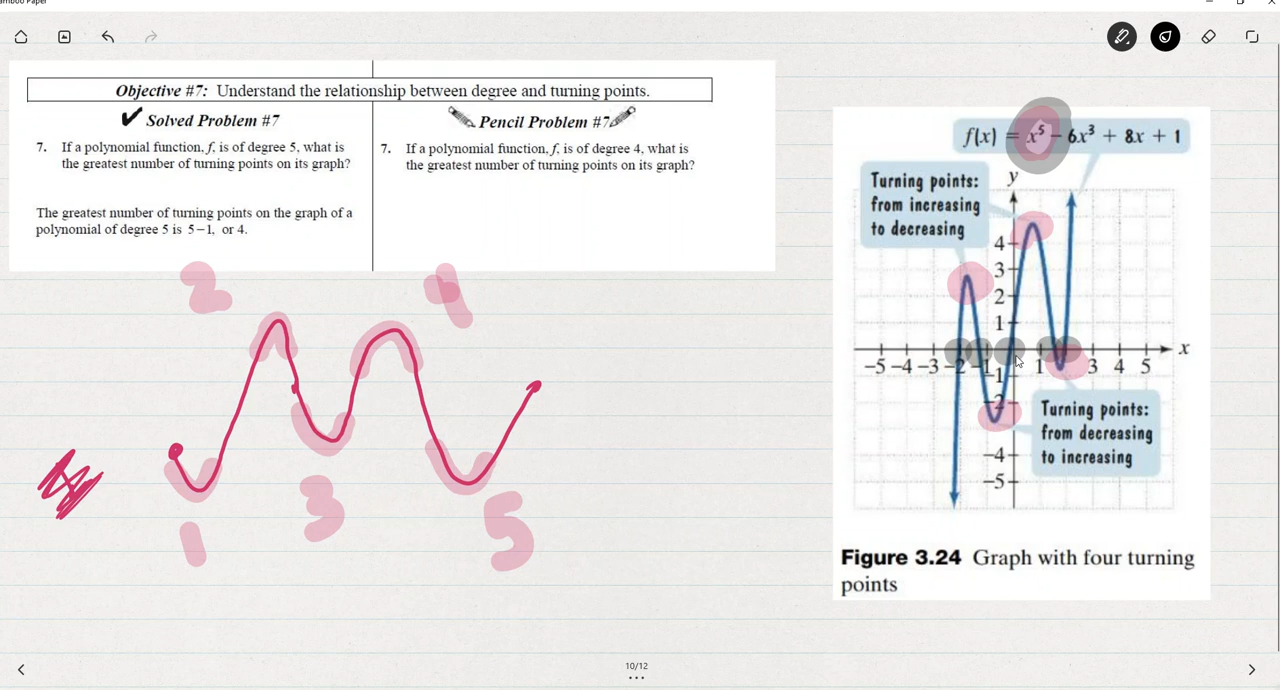 Bamboo Paper
Objective #7: Understand the relationship between degree and turning points.
Solved Problem #7
7. If a polynomial function, f, is of degree 5, what is
the greatest number of turning points on its graph?
The greatest number of turning points on the graph of a
polynomial of degree 5 is 5−1, or 4.
Pencil Problem #7
7. If a polynomial function, f, is of degree 4, what is
the greatest number of turning points on its graph?
2
4
1
3
5
f(x) = x⁵ − 6x³ + 8x + 1
Turning points:
from increasing
to decreasing
y
4
3
2
1
−5 −4 −3 −2 −1 1 3 4 5 x
−1
−2
−4
−5
Turning points:
from decreasing
to increasing
Figure 3.24 Graph with four turning
points
10/12